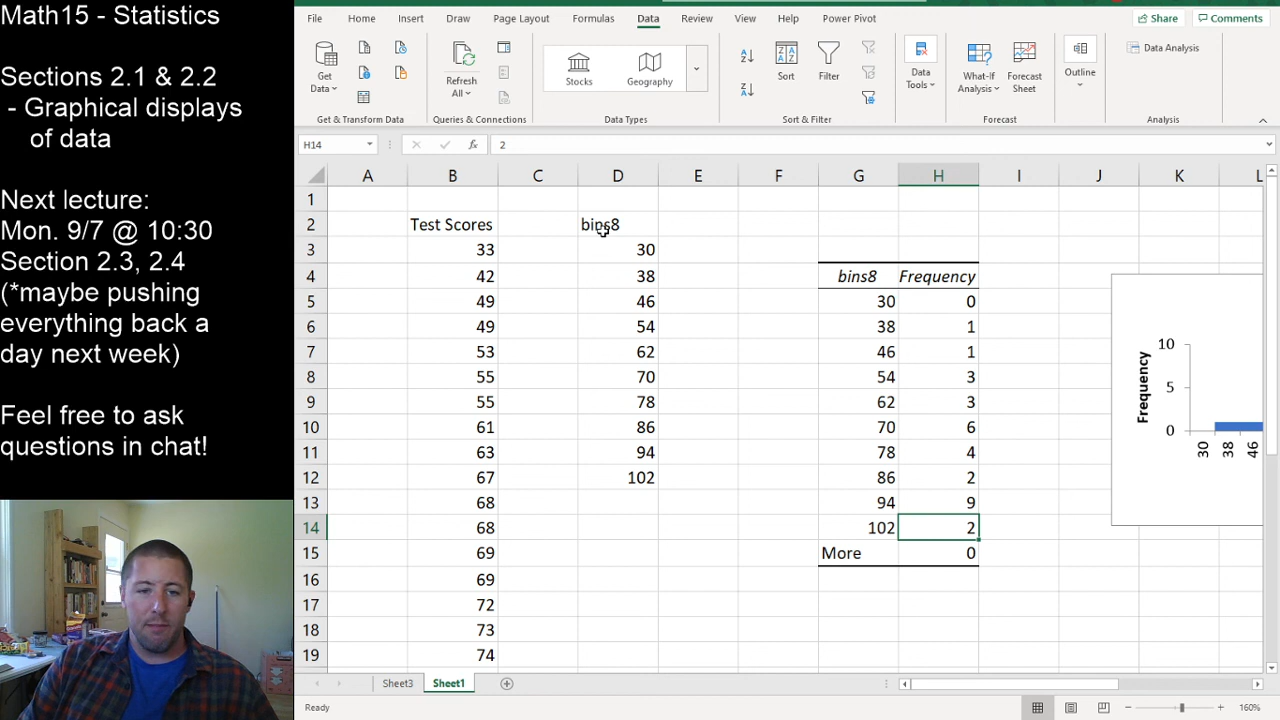 Math15 - Statistics
Sections 2.1 & 2.2
- Graphical displays
of data
Next lecture:
Mon. 9/7 @ 10:30
Section 2.3, 2.4
(*maybe pushing
everything back a
day next week)
Feel free to ask
questions in chat!
File Home Insert Draw Page Layout Formulas Data Review View Help Power Pivot Share Comments
Get Data
Refresh All
Stocks
Geography
Sort
Filter
Data Tools
What-If Analysis
Forecast Sheet
Outline
Data Analysis
Get & Transform Data
Queries & Connections
Data Types
Sort & Filter
Forecast
Analysis
H14 fx 2
A B C D E F G H I J K L
1
2 Test Scores bins8
3 33 30
4 42 38 bins8 Frequency
5 49 46 30 0
6 49 54 38 1
7 53 62 46 1
8 55 70 54 3
9 55 78 62 3
10 61 86 70 6
11 63 94 78 4
12 67 102 86 2
13 68 94 9
14 68 102 2
15 69 More 0
16 69
17 72
18 73
19 74
Frequency
10
5
0
30 38 46
Sheet3 Sheet1
Ready 160%